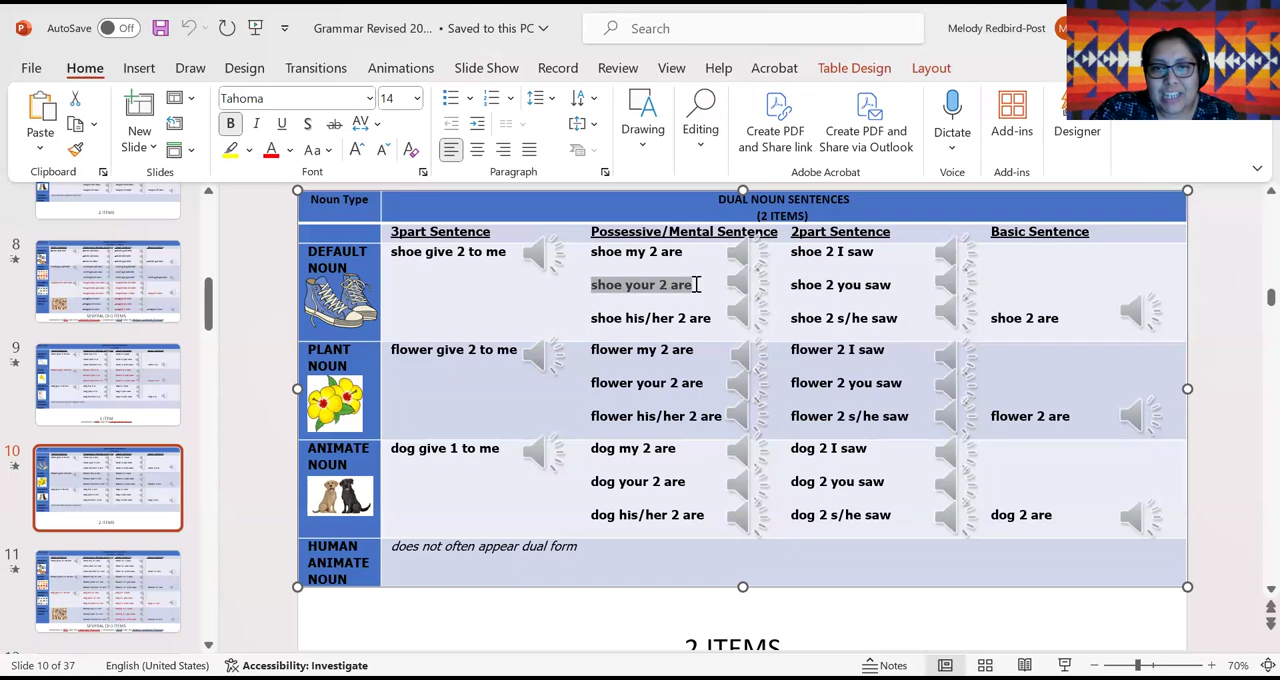 AutoSave Off Grammar Revised 20... • Saved to this PC Search Melody Redbird-Post
File Home Insert Draw Design Transitions Animations Slide Show Record Review View Help Acrobat Table Design Layout
Tahoma 14
Paste New Slide Drawing Editing Create PDF and Share link Create PDF and Share via Outlook Dictate Add-ins Designer
Clipboard Slides Font Paragraph Adobe Acrobat Voice Add-ins
2 ITEMS
8
9
10
11
Noun Type DUAL NOUN SENTENCES
(2 ITEMS)
3part Sentence Possessive/Mental Sentence 2part Sentence Basic Sentence
DEFAULT NOUN
shoe give 2 to me shoe my 2 are shoe 2 I saw
shoe your 2 are shoe 2 you saw
shoe his/her 2 are shoe 2 s/he saw shoe 2 are
PLANT NOUN
flower give 2 to me flower my 2 are flower 2 I saw
flower your 2 are flower 2 you saw
flower his/her 2 are flower 2 s/he saw flower 2 are
ANIMATE NOUN
dog give 1 to me dog my 2 are dog 2 I saw
dog your 2 are dog 2 you saw
dog his/her 2 are dog 2 s/he saw dog 2 are
HUMAN ANIMATE NOUN
does not often appear dual form
2 ITEMS
Slide 10 of 37 English (United States) Accessibility: Investigate Notes 70%